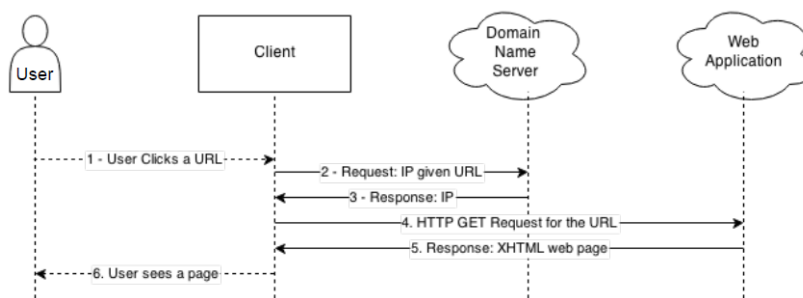 User
Client
Domain
Name
Server
Web
Application
1 - User Clicks a URL
2 - Request: IP given URL
3 - Response: IP
4. HTTP GET Request for the URL
5. Response: XHTML web page
6. User sees a page